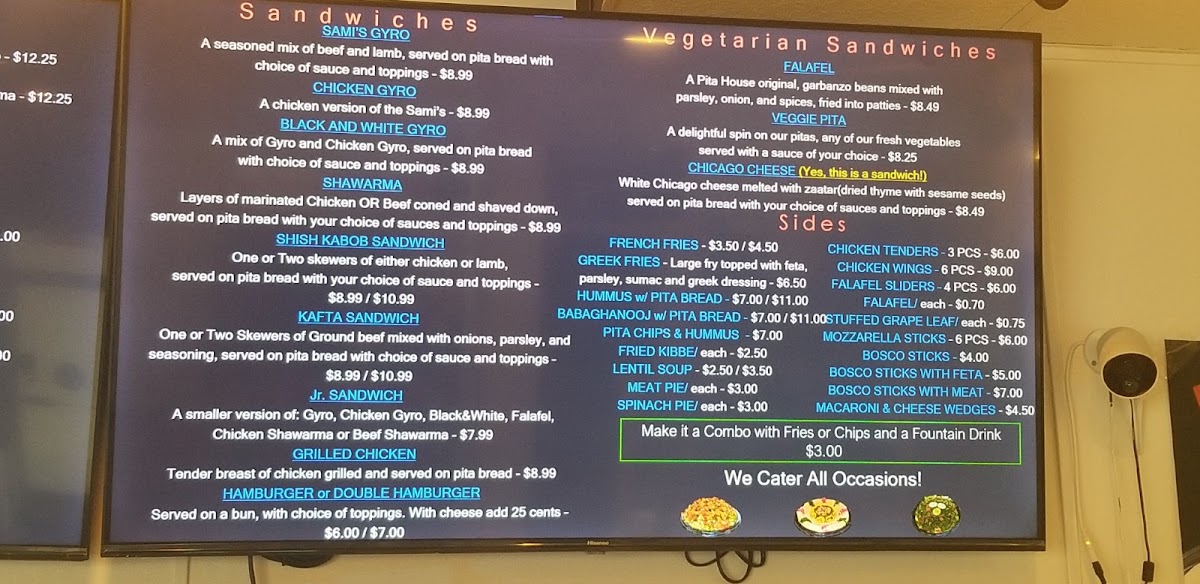 - $12.25
ma - $12.25
.00
00
00
Sandwiches
SAMI'S GYRO
A seasoned mix of beef and lamb, served on pita bread with
choice of sauce and toppings - $8.99
CHICKEN GYRO
A chicken version of the Sami's - $8.99
BLACK AND WHITE GYRO
A mix of Gyro and Chicken Gyro, served on pita bread
with choice of sauce and toppings - $8.99
SHAWARMA
Layers of marinated Chicken OR Beef coned and shaved down,
served on pita bread with your choice of sauces and toppings - $8.99
SHISH KABOB SANDWICH
One or Two skewers of either chicken or lamb,
served on pita bread with your choice of sauce and toppings -
$8.99 / $10.99
KAFTA SANDWICH
One or Two Skewers of Ground beef mixed with onions, parsley, and
seasoning, served on pita bread with choice of sauce and toppings -
$8.99 / $10.99
Jr. SANDWICH
A smaller version of: Gyro, Chicken Gyro, Black&White, Falafel,
Chicken Shawarma or Beef Shawarma - $7.99
GRILLED CHICKEN
Tender breast of chicken grilled and served on pita bread - $8.99
HAMBURGER or DOUBLE HAMBURGER
Served on a bun, with choice of toppings. With cheese add 25 cents -
$6.00 / $7.00
Vegetarian Sandwiches
FALAFEL
A Pita House original, garbanzo beans mixed with
parsley, onion, and spices, fried into patties - $8.49
VEGGIE PITA
A delightful spin on our pitas, any of our fresh vegetables
served with a sauce of your choice - $8.25
CHICAGO CHEESE (Yes, this is a sandwich!)
White Chicago cheese melted with zaatar(dried thyme with sesame seeds)
served on pita bread with your choice of sauces and toppings - $8.49
Sides
FRENCH FRIES - $3.50 / $4.50
GREEK FRIES - Large fry topped with feta,
parsley, sumac and greek dressing - $6.50
HUMMUS w/ PITA BREAD - $7.00 / $11.00
BABAGHANOOJ w/ PITA BREAD - $7.00 / $11.00
PITA CHIPS & HUMMUS - $7.00
FRIED KIBBE/ each - $2.50
LENTIL SOUP - $2.50 / $3.50
MEAT PIE/ each - $3.00
SPINACH PIE/ each - $3.00
CHICKEN TENDERS - 3 PCS - $6.00
CHICKEN WINGS - 6 PCS - $9.00
FALAFEL SLIDERS - 4 PCS - $6.00
FALAFEL/ each - $0.70
STUFFED GRAPE LEAF/ each - $0.75
MOZZARELLA STICKS - 6 PCS - $6.00
BOSCO STICKS - $4.00
BOSCO STICKS WITH FETA - $5.00
BOSCO STICKS WITH MEAT - $7.00
MACARONI & CHEESE WEDGES - $4.50
Make it a Combo with Fries or Chips and a Fountain Drink
$3.00
We Cater All Occasions!
Hisense